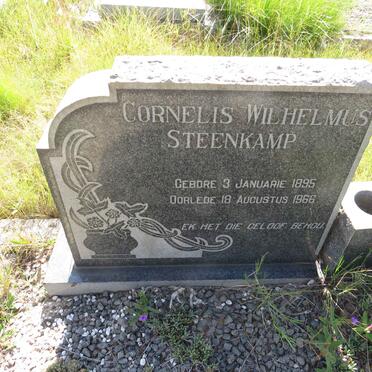 CORNELIS WILHELMUS
STEENKAMP
GEBORE 3 JANUARIE 1895
OORLEDE 18 AUGUSTUS 1966
EK HET DIE GELOOF BEHOU